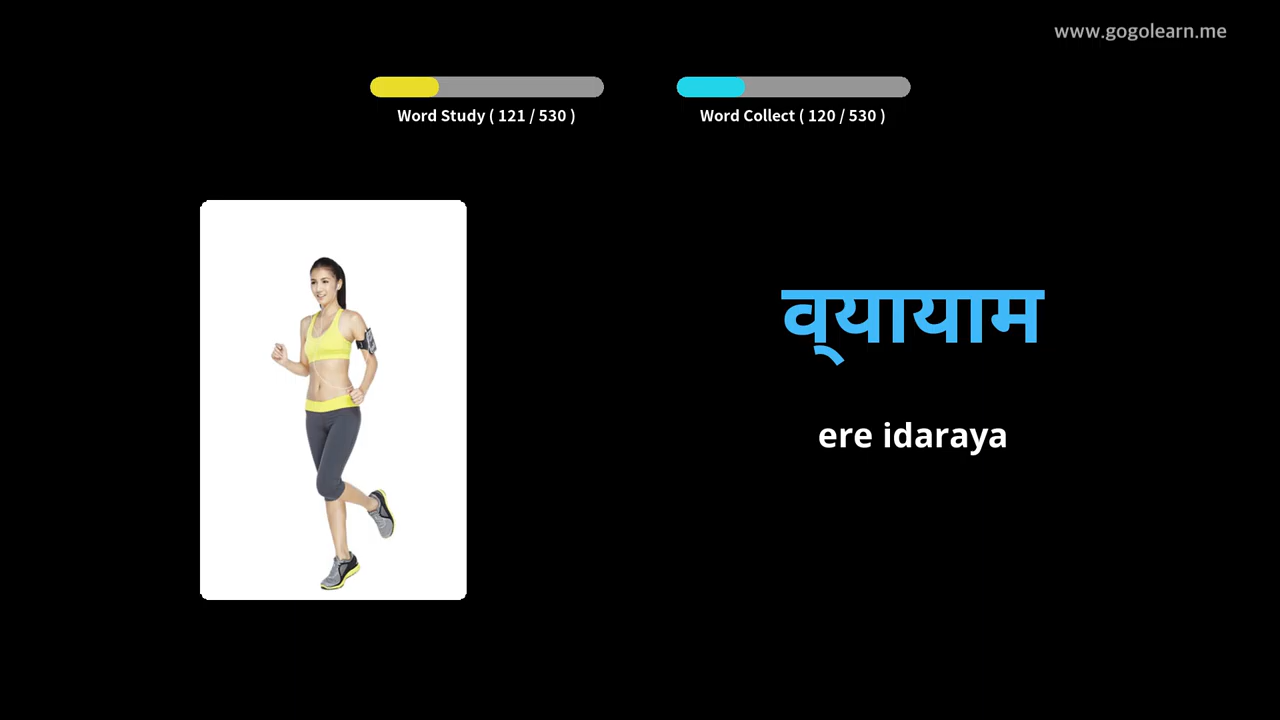 www.gogolearn.me
Word Study ( 121 / 530 )
Word Collect ( 120 / 530 )
व्यायाम
ere idaraya